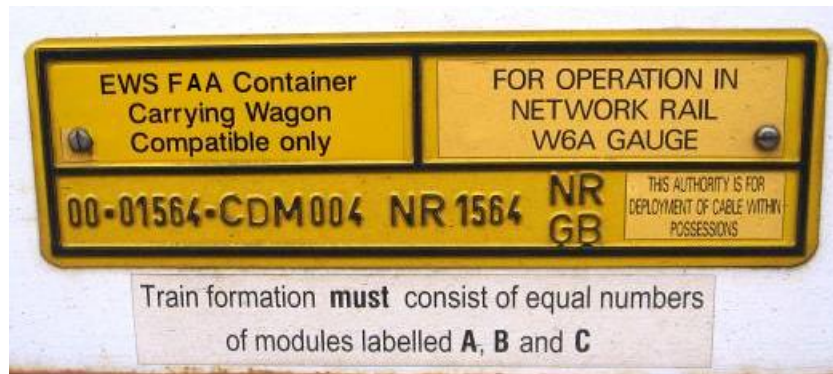 EWS FAA Container
Carrying Wagon
Compatible only
FOR OPERATION IN
NETWORK RAIL
W6A GAUGE
00-01564-CDM004 NR 1564 NR
GB
THIS AUTHORITY IS FOR
DEPLOYMENT OF CABLE WITHIN
POSSESSIONS
Train formation must consist of equal numbers
of modules labelled A, B and C